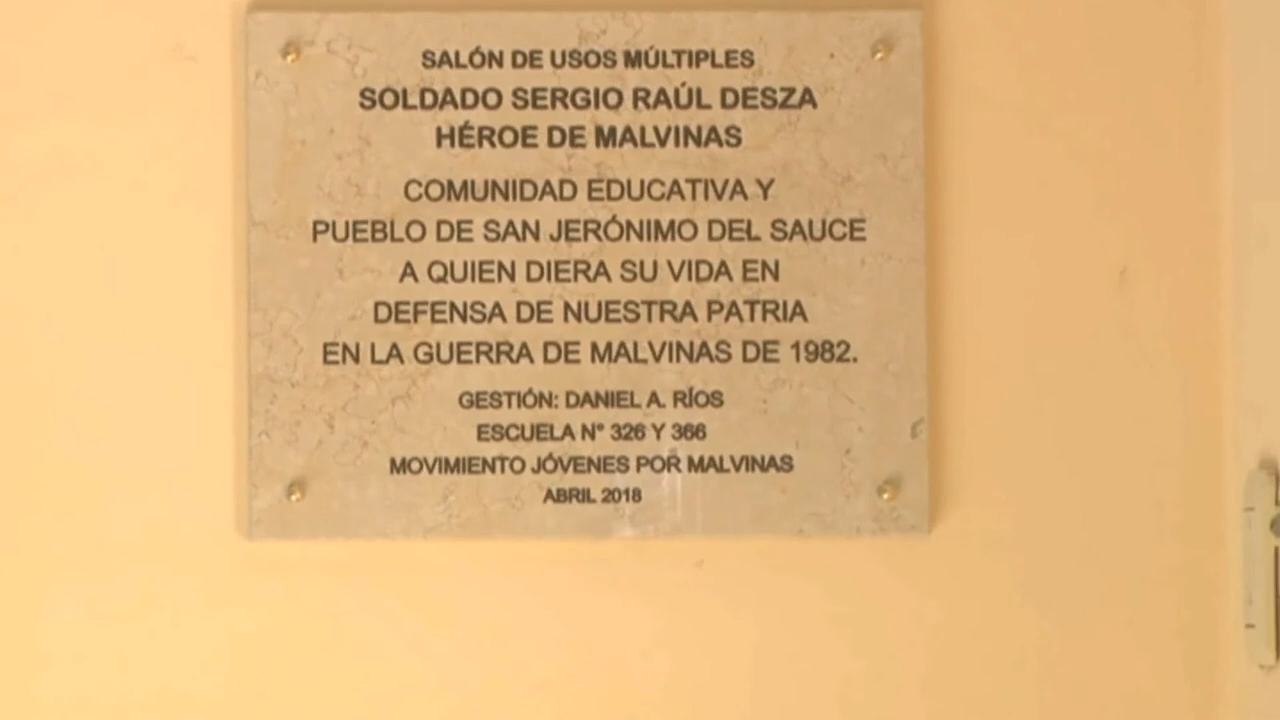 SALÓN DE USOS MÚLTIPLES
SOLDADO SERGIO RAÚL DESZA
HÉROE DE MALVINAS
COMUNIDAD EDUCATIVA Y
PUEBLO DE SAN JERÓNIMO DEL SAUCE
A QUIEN DIERA SU VIDA EN
DEFENSA DE NUESTRA PATRIA
EN LA GUERRA DE MALVINAS DE 1982.
GESTIÓN: DANIEL A. RÍOS
ESCUELA N° 326 Y 366
MOVIMIENTO JÓVENES POR MALVINAS
ABRIL 2018